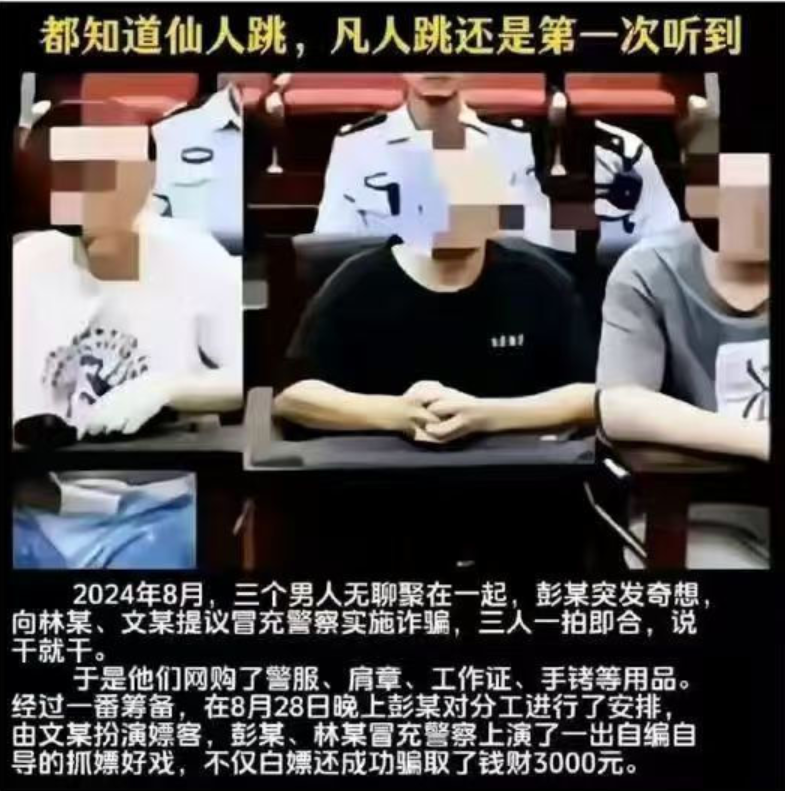 都知道仙人跳，凡人跳还是第一次听到
2024年8月，三个男人无聊聚在一起，彭某突发奇想，
向林某、文某提议冒充警察实施诈骗，三人一拍即合，说
干就干。
于是他们网购了警服、肩章、工作证、手铐等用品。
经过一番筹备，在8月28日晚上彭某对分工进行了安排，
由文某扮演嫖客，彭某、林某冒充警察上演了一出自编自
导的抓嫖好戏，不仅白嫖还成功骗取了钱财3000元。